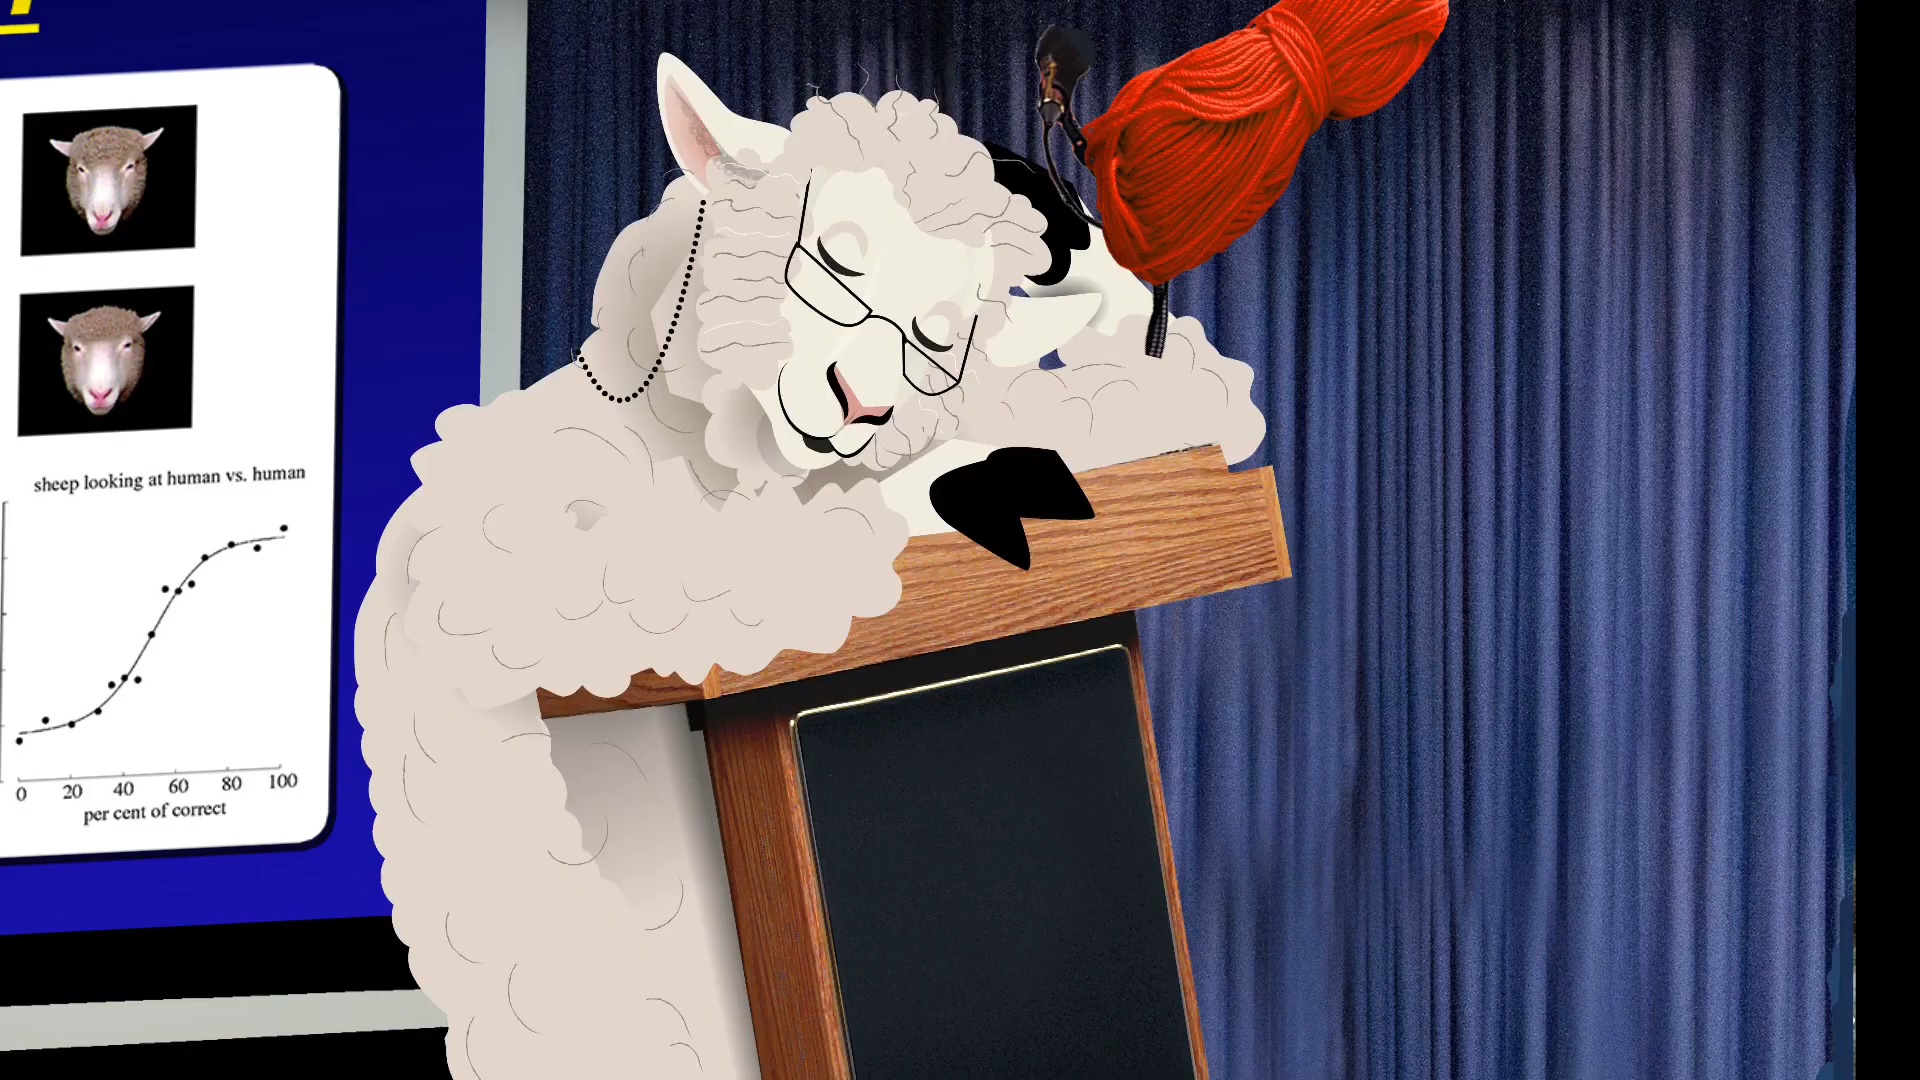 ?
sheep looking at human vs. human
0 20 40 60 80 100
per cent of correct